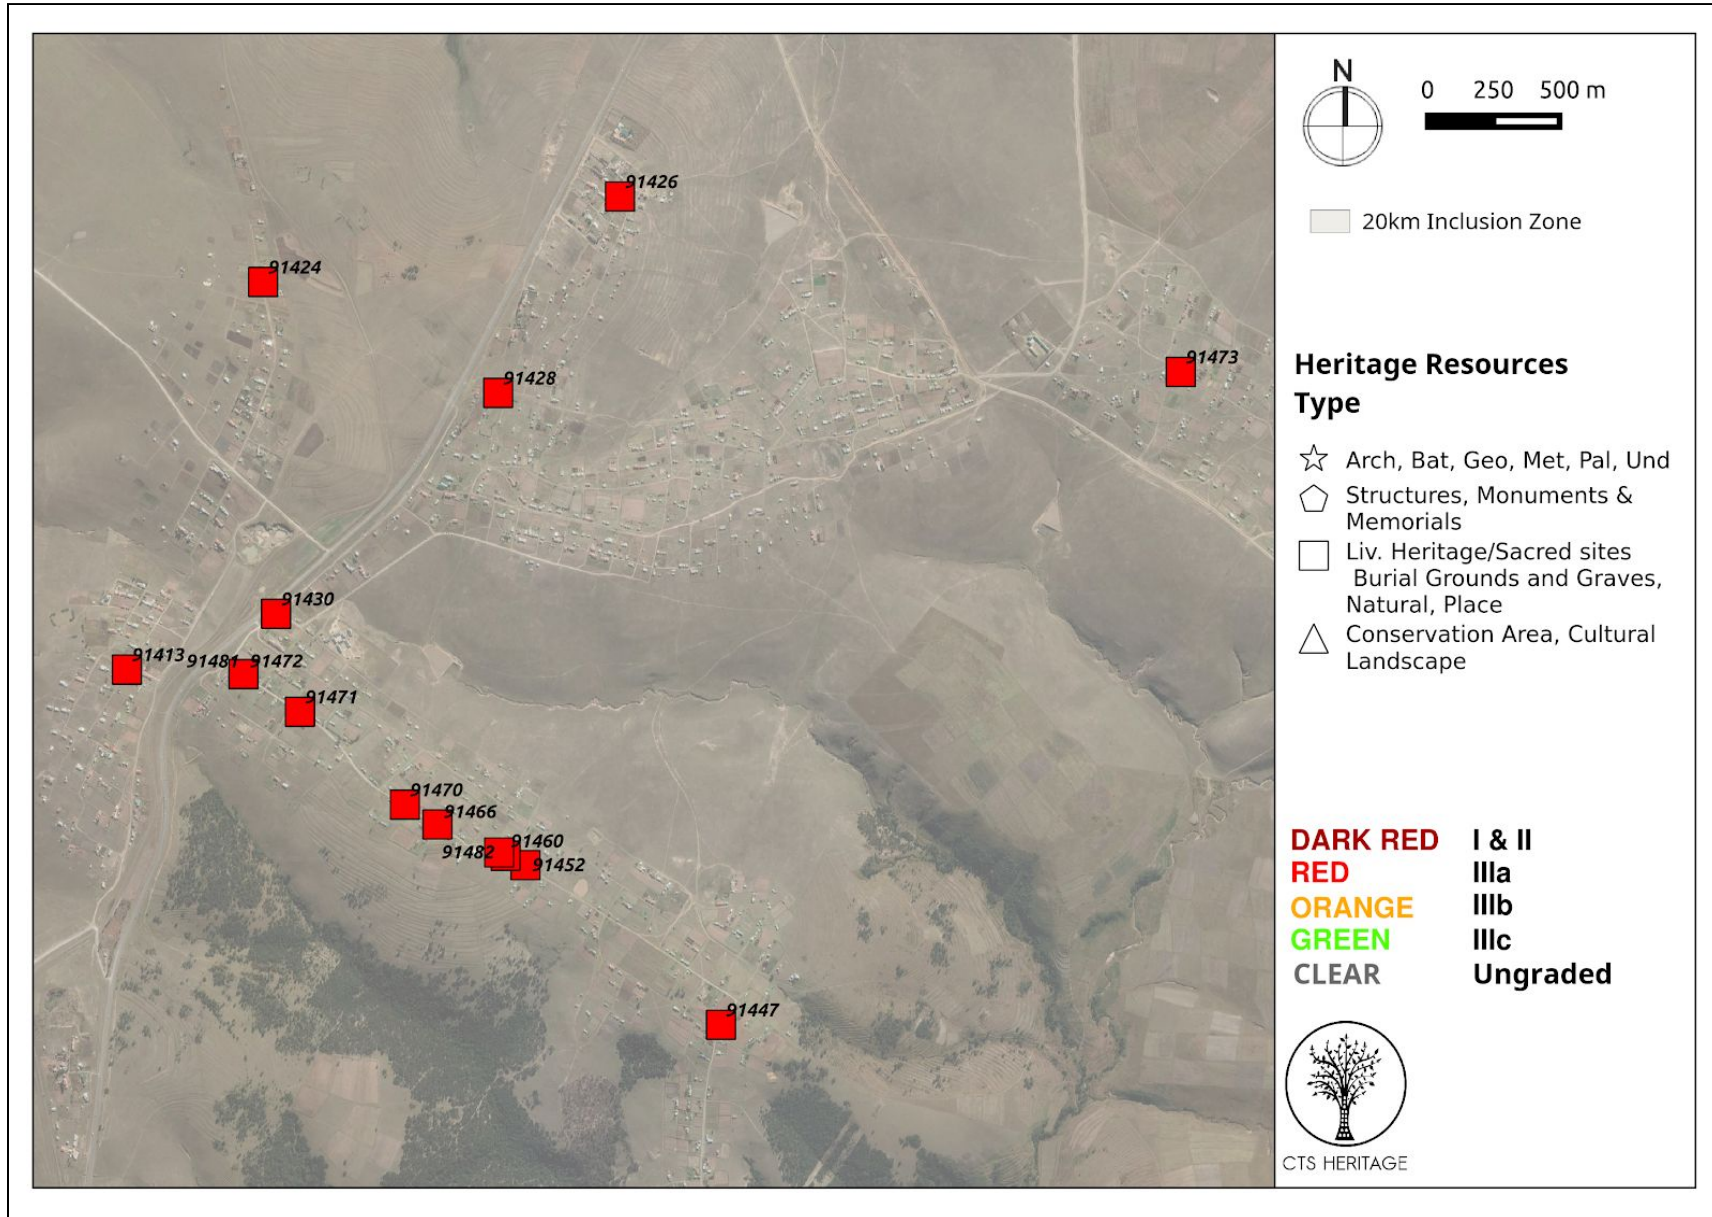 91426
91424
91473
91428
91430
91413
91481
91472
91471
91470
91466
91460
91482
91452
91447
N
0 250 500 m
20km Inclusion Zone
Heritage Resources
Type
Arch, Bat, Geo, Met, Pal, Und
Structures, Monuments &
Memorials
Liv. Heritage/Sacred sites
Burial Grounds and Graves,
Natural, Place
Conservation Area, Cultural
Landscape
DARK RED I & II
RED IIIa
ORANGE IIIb
GREEN IIIc
CLEAR Ungraded
CTS HERITAGE